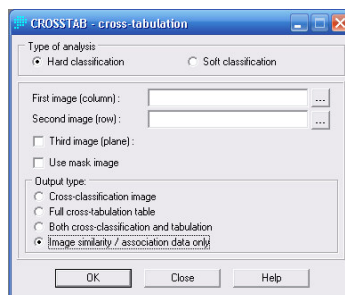 CROSSTAB - cross-tabulation
Type of analysis
Hard classification Soft classification
First image (column) : ...
Second image (row) : ...
Third image (plane) :
Use mask image
Output type:
Cross-classification image
Full cross-tabulation table
Both cross-classification and tabulation
Image similarity / association data only
OK Close Help